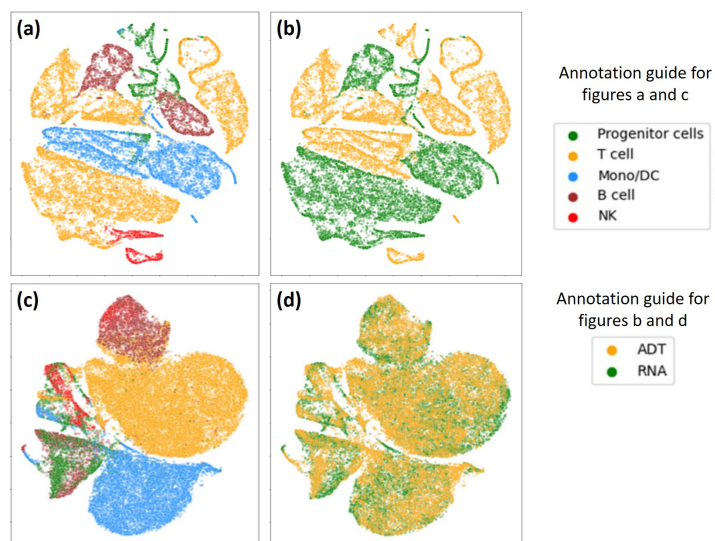 (a)
(b)
Annotation guide for
figures a and c
Progenitor cells
T cell
Mono/DC
B cell
NK
(c)
(d)
Annotation guide for
figures b and d
ADT
RNA